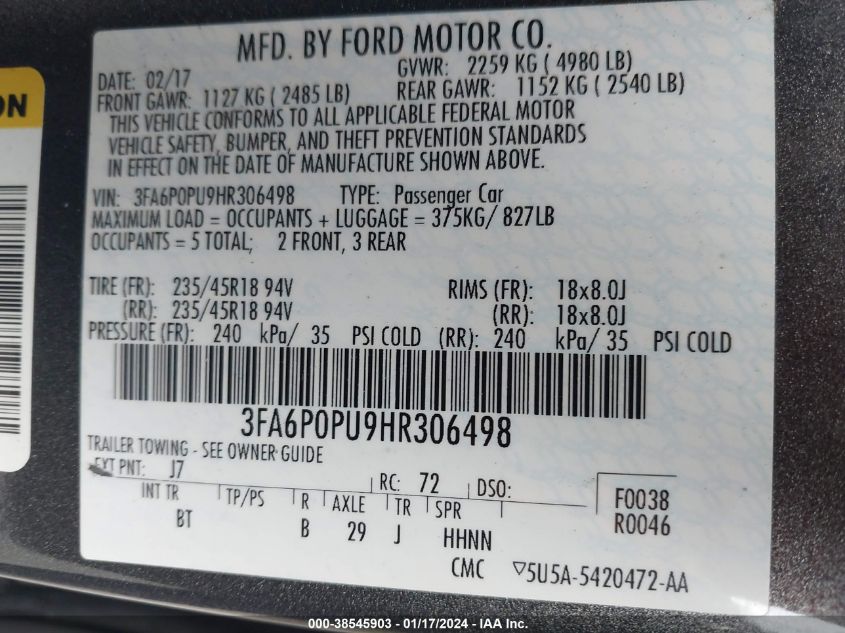 ON
MFD. BY FORD MOTOR CO.
DATE: 02/17 GVWR: 2259 KG ( 4980 LB)
FRONT GAWR: 1127 KG ( 2485 LB) REAR GAWR: 1152 KG ( 2540 LB)
THIS VEHICLE CONFORMS TO ALL APPLICABLE FEDERAL MOTOR
VEHICLE SAFETY, BUMPER, AND THEFT PREVENTION STANDARDS
IN EFFECT ON THE DATE OF MANUFACTURE SHOWN ABOVE.
VIN: 3FA6P0PU9HR306498 TYPE: Passenger Car
MAXIMUM LOAD = OCCUPANTS + LUGGAGE = 375KG/ 827LB
OCCUPANTS = 5 TOTAL; 2 FRONT, 3 REAR
TIRE (FR): 235/45R18 94V RIMS (FR): 18x8.0J
(RR): 235/45R18 94V (RR): 18x8.0J
PRESSURE (FR): 240 kPa/ 35 PSI COLD (RR): 240 kPa/ 35 PSI COLD
3FA6P0PU9HR306498
TRAILER TOWING - SEE OWNER GUIDE
EXT PNT: J7 RC: 72 DSO:
INT TR TP/PS R AXLE TR SPR
BT B 29 J HHNN
F0038
R0046
CMC ▽5U5A-5420472-AA
000-38545903 - 01/17/2024 - IAA Inc.